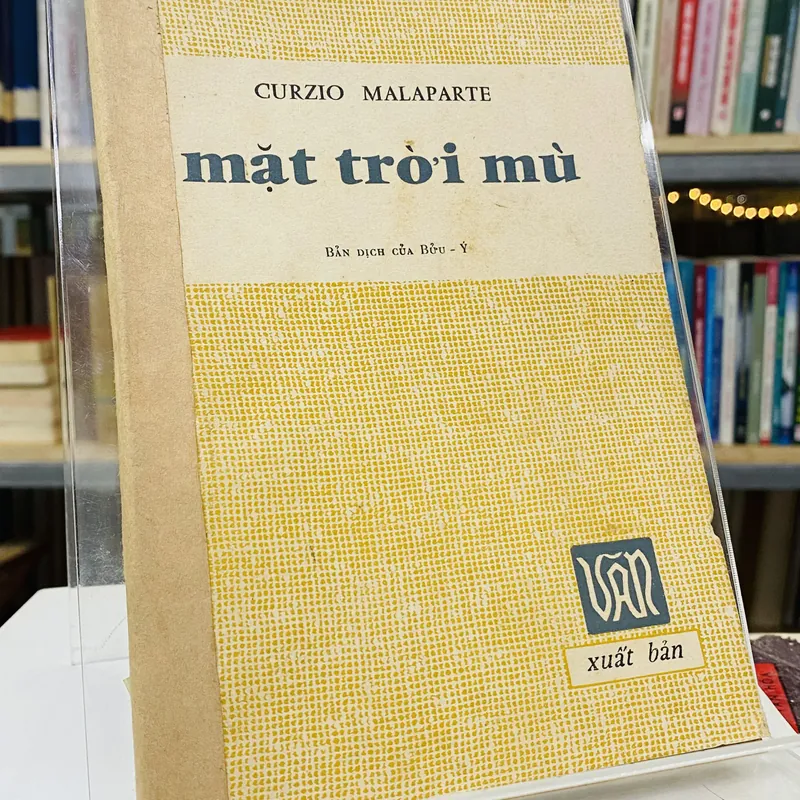 CURZIO MALAPARTE
mặt trời mù
BẢN DỊCH CỦA BỬU - Ý
VĂN
xuất bản